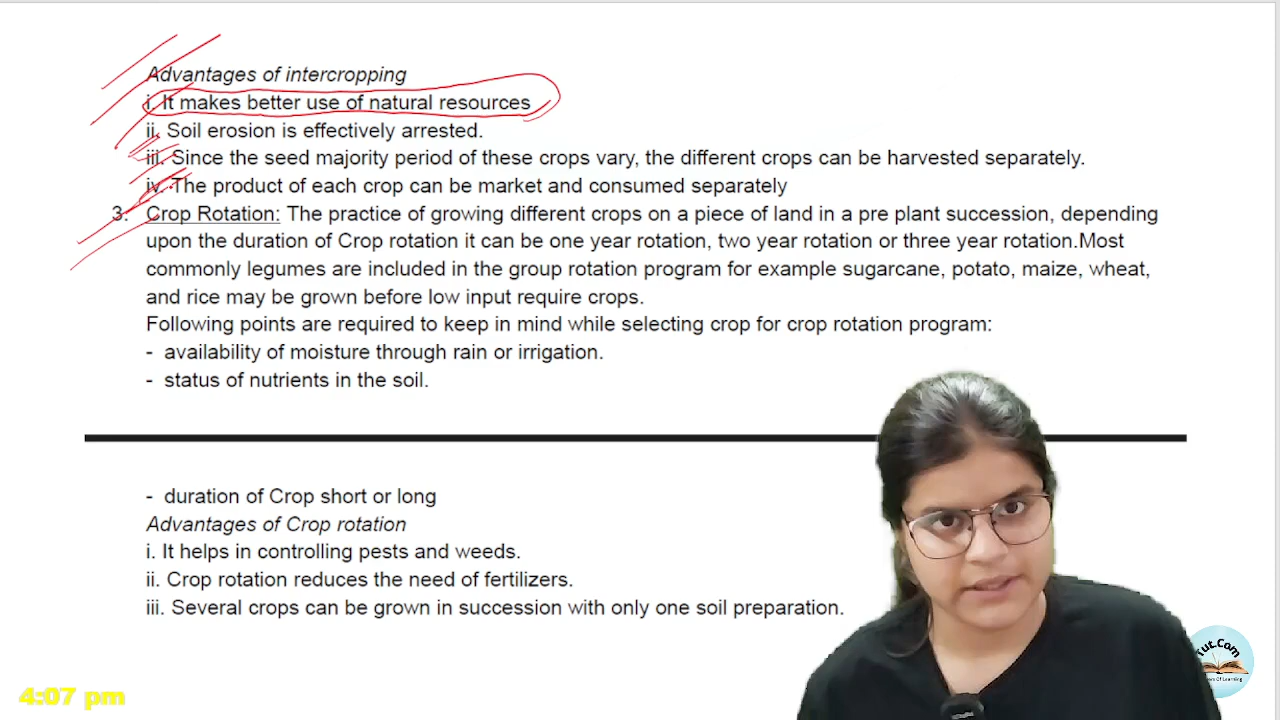 Advantages of intercropping
i. It makes better use of natural resources
ii. Soil erosion is effectively arrested.
iii. Since the seed majority period of these crops vary, the different crops can be harvested separately.
iv. The product of each crop can be market and consumed separately
3. Crop Rotation: The practice of growing different crops on a piece of land in a pre plant succession, depending
upon the duration of Crop rotation it can be one year rotation, two year rotation or three year rotation.Most
commonly legumes are included in the group rotation program for example sugarcane, potato, maize, wheat,
and rice may be grown before low input require crops.
Following points are required to keep in mind while selecting crop for crop rotation program:
- availability of moisture through rain or irrigation.
- status of nutrients in the soil.
- duration of Crop short or long
Advantages of Crop rotation
i. It helps in controlling pests and weeds.
ii. Crop rotation reduces the need of fertilizers.
iii. Several crops can be grown in succession with only one soil preparation.
Tut.Com
Of Learning
4:07 pm